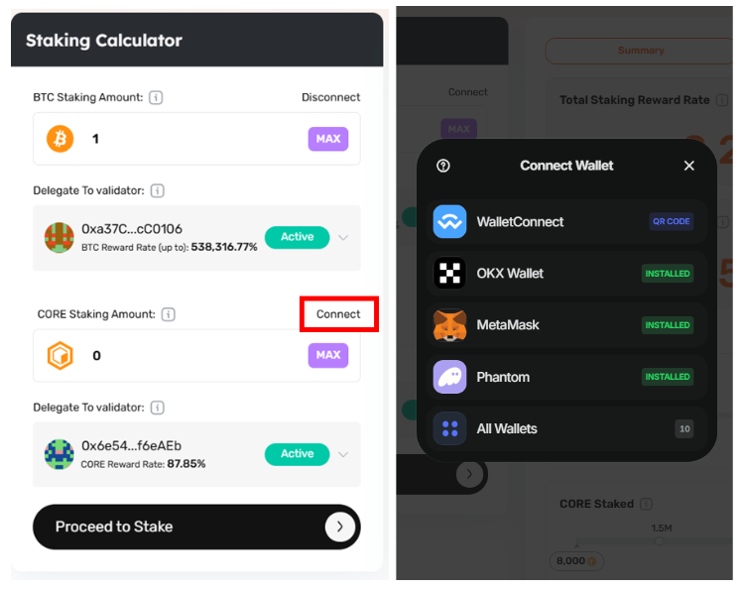 Staking Calculator
BTC Staking Amount: i Disconnect
1 MAX
Delegate To validator: i
0xa37C...cC0106
BTC Reward Rate (up to): 538,316.77%
Active
CORE Staking Amount: i Connect
0 MAX
Delegate To validator: i
0x6e54...f6eAEb
CORE Reward Rate: 87.85%
Active
Proceed to Stake
Summary
Connect
Total Staking Reward Rate i
MAX
Connect Wallet
WalletConnect QR CODE
OKX Wallet INSTALLED
MetaMask INSTALLED
Phantom INSTALLED
All Wallets 10
CORE Staked i
1.5M
8,000